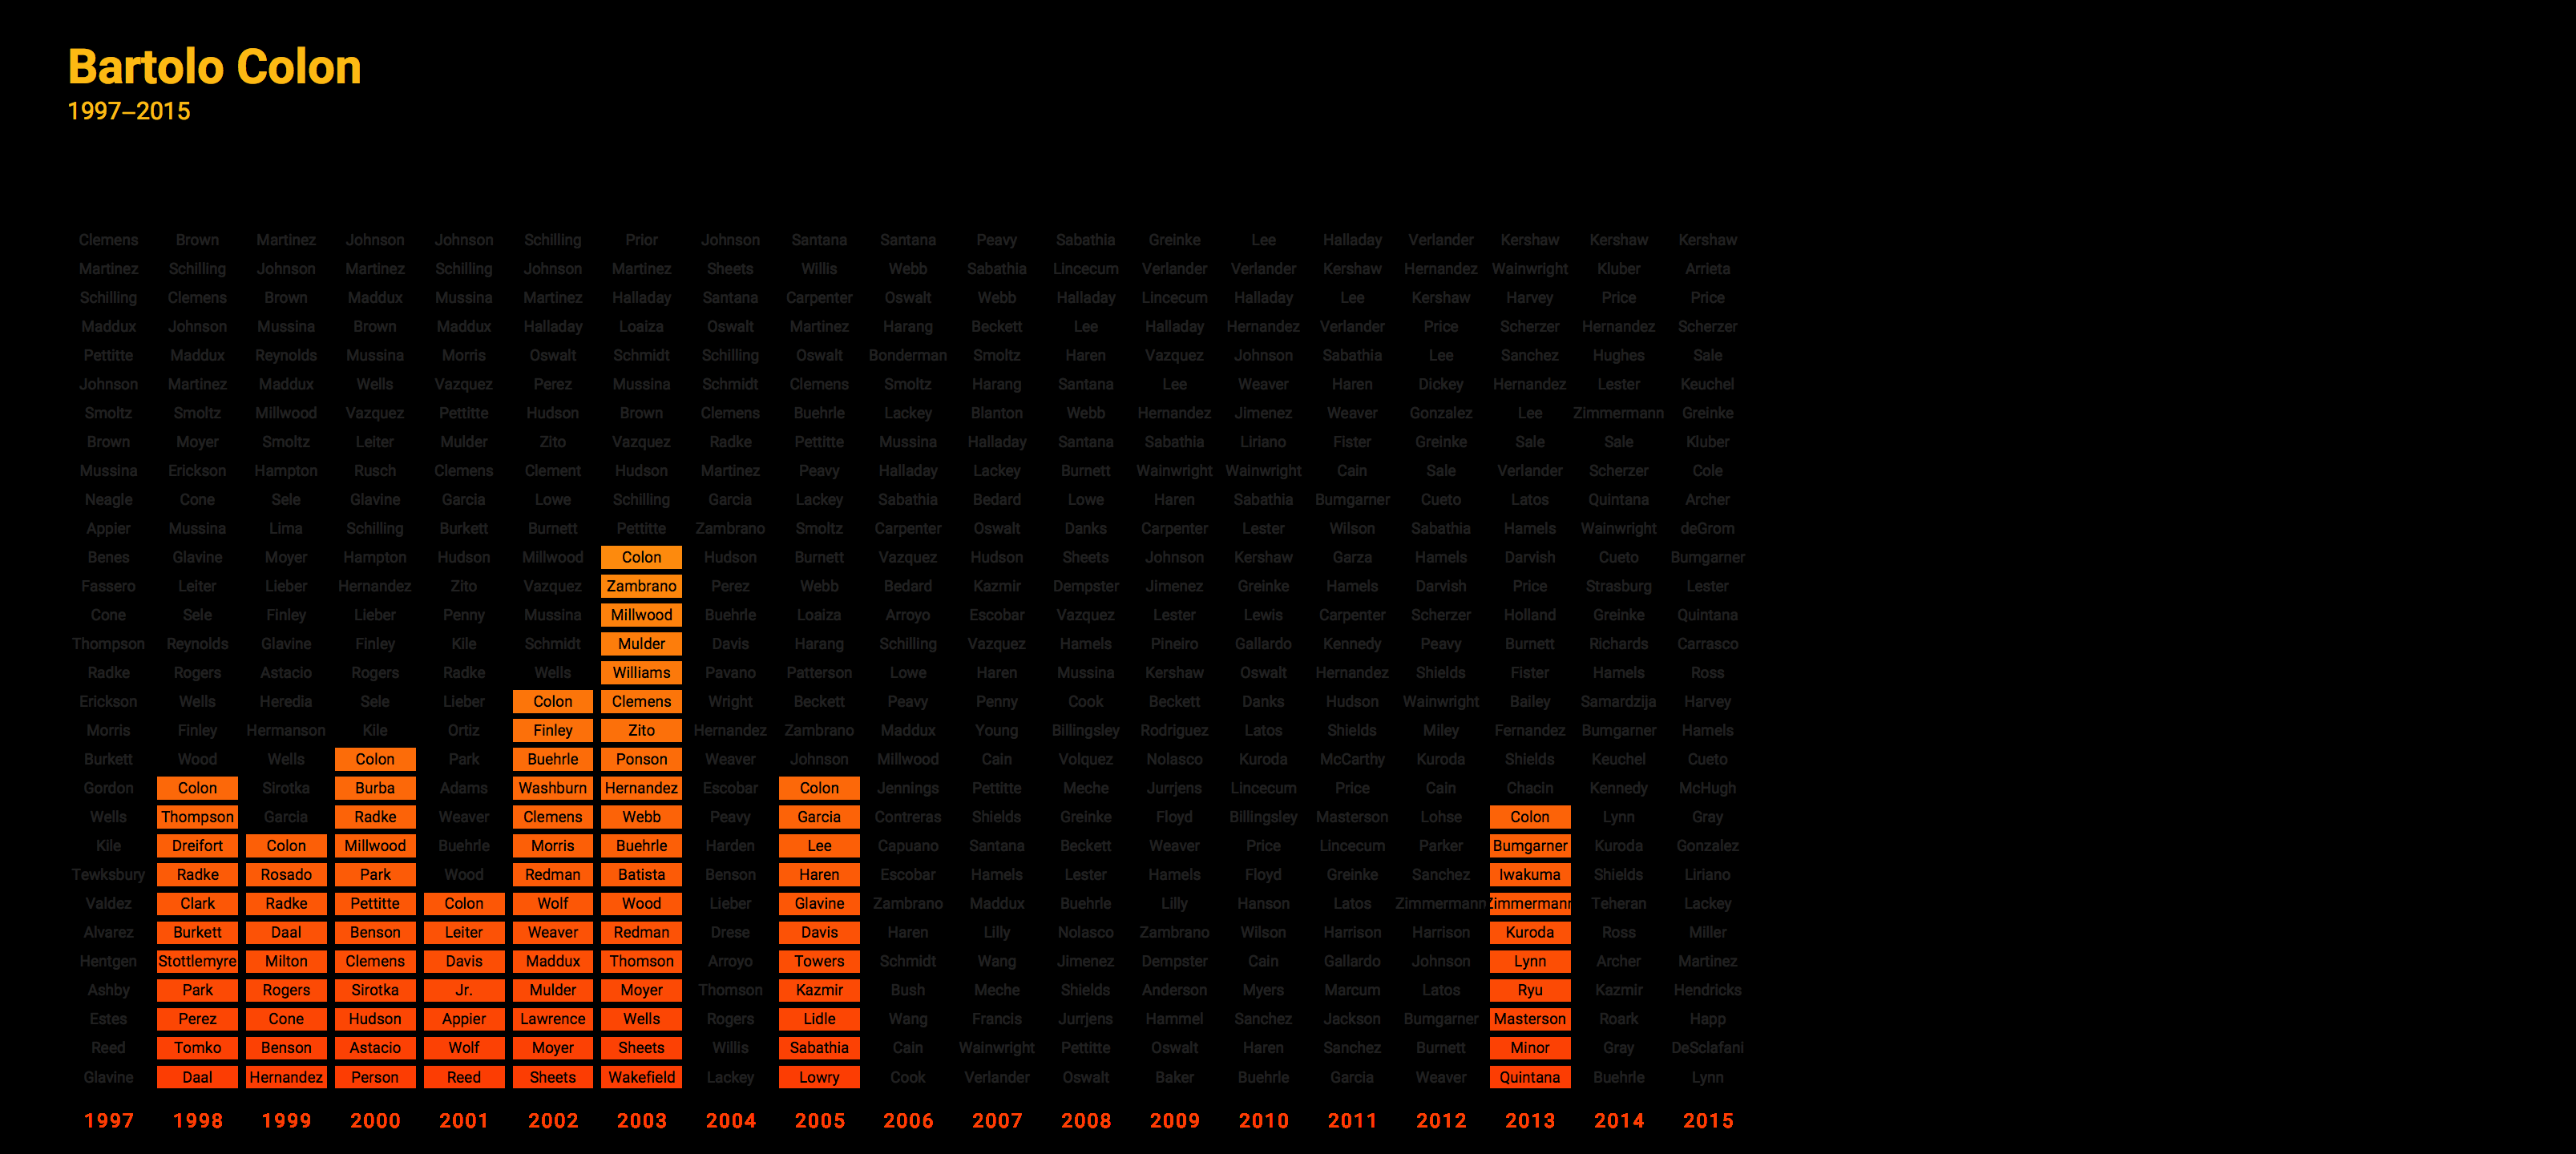 Bartolo Colon
1997–2015
Clemens Brown Martinez Johnson Johnson Schilling Prior Johnson Santana Santana Peavy Sabathia Greinke Lee Halladay Verlander Kershaw Kershaw Kershaw
Martinez Schilling Johnson Martinez Schilling Johnson Martinez Sheets Willis Webb Sabathia Lincecum Verlander Verlander Kershaw Hernandez Wainwright Kluber Arrieta
Schilling Clemens Brown Maddux Mussina Martinez Halladay Santana Carpenter Oswalt Webb Halladay Lincecum Halladay Lee Kershaw Harvey Price Price
Maddux Johnson Mussina Brown Maddux Halladay Loaiza Oswalt Martinez Harang Beckett Lee Halladay Hernandez Verlander Price Scherzer Hernandez Scherzer
Pettitte Maddux Reynolds Mussina Morris Oswalt Schmidt Schilling Oswalt Bonderman Smoltz Haren Vazquez Johnson Sabathia Lee Sanchez Hughes Sale
Johnson Martinez Maddux Wells Vazquez Perez Mussina Schmidt Clemens Smoltz Harang Santana Lee Weaver Haren Dickey Hernandez Lester Keuchel
Smoltz Smoltz Millwood Vazquez Pettitte Hudson Brown Clemens Buehrle Lackey Blanton Webb Hernandez Jimenez Weaver Gonzalez Lee Zimmermann Greinke
Brown Moyer Smoltz Leiter Mulder Zito Vazquez Radke Pettitte Mussina Halladay Santana Sabathia Liriano Fister Greinke Sale Sale Kluber
Mussina Erickson Hampton Rusch Clemens Clement Hudson Martinez Peavy Halladay Lackey Burnett Wainwright Wainwright Cain Sale Verlander Scherzer Cole
Neagle Cone Sele Glavine Garcia Lowe Schilling Garcia Lackey Sabathia Bedard Lowe Haren Sabathia Bumgarner Cueto Latos Quintana Archer
Appier Mussina Lima Schilling Burkett Burnett Pettitte Zambrano Smoltz Carpenter Oswalt Danks Carpenter Lester Wilson Sabathia Hamels Wainwright deGrom
Benes Glavine Moyer Hampton Hudson Millwood Colon Hudson Burnett Vazquez Hudson Sheets Johnson Kershaw Garza Hamels Darvish Cueto Bumgarner
Fassero Leiter Lieber Hernandez Zito Vazquez Zambrano Perez Webb Bedard Kazmir Dempster Jimenez Greinke Hamels Darvish Price Strasburg Lester
Cone Sele Finley Lieber Penny Mussina Millwood Buehrle Loaiza Arroyo Escobar Vazquez Lester Lewis Carpenter Scherzer Holland Greinke Quintana
Thompson Reynolds Glavine Finley Kile Schmidt Mulder Davis Harang Schilling Vazquez Hamels Pineiro Gallardo Kennedy Peavy Burnett Richards Carrasco
Radke Rogers Astacio Rogers Radke Wells Williams Pavano Patterson Lowe Haren Mussina Kershaw Oswalt Hernandez Shields Fister Hamels Ross
Erickson Wells Heredia Sele Lieber Colon Clemens Wright Beckett Peavy Penny Cook Beckett Danks Hudson Wainwright Bailey Samardzija Harvey
Morris Finley Hermanson Kile Ortiz Finley Zito Hernandez Zambrano Maddux Young Billingsley Rodriguez Latos Shields Miley Fernandez Bumgarner Hamels
Burkett Wood Wells Colon Park Buehrle Ponson Weaver Johnson Millwood Cain Volquez Nolasco Kuroda McCarthy Kuroda Shields Keuchel Cueto
Gordon Colon Sirotka Burba Adams Washburn Hernandez Escobar Colon Jennings Pettitte Meche Jurrjens Lincecum Price Cain Chacin Kennedy McHugh
Wells Thompson Garcia Radke Weaver Clemens Webb Peavy Garcia Contreras Shields Greinke Floyd Billingsley Masterson Lohse Colon Lynn Gray
Kile Dreifort Colon Millwood Buehrle Morris Buehrle Harden Lee Capuano Santana Beckett Weaver Price Lincecum Parker Bumgarner Kuroda Gonzalez
Tewksbury Radke Rosado Park Wood Redman Batista Benson Haren Escobar Hamels Lester Hamels Floyd Greinke Sanchez Iwakuma Shields Liriano
Valdez Clark Radke Pettitte Colon Wolf Wood Lieber Glavine Zambrano Maddux Buehrle Lilly Hanson Latos Zimmermann Zimmermann Teheran Lackey
Alvarez Burkett Daal Benson Leiter Weaver Redman Drese Davis Haren Lilly Nolasco Zambrano Wilson Harrison Harrison Kuroda Ross Miller
Hentgen Stottlemyre Milton Clemens Davis Maddux Thomson Arroyo Towers Schmidt Wang Jimenez Dempster Cain Gallardo Johnson Lynn Archer Martinez
Ashby Park Rogers Sirotka Jr. Mulder Moyer Thomson Kazmir Bush Meche Shields Anderson Myers Marcum Latos Ryu Kazmir Hendricks
Estes Perez Cone Hudson Appier Lawrence Wells Rogers Lidle Wang Francis Jurrjens Hammel Sanchez Jackson Bumgarner Masterson Roark Happ
Reed Tomko Benson Astacio Wolf Moyer Sheets Willis Sabathia Cain Wainwright Pettitte Oswalt Haren Sanchez Burnett Minor Gray DeSclafani
Glavine Daal Hernandez Person Reed Sheets Wakefield Lackey Lowry Cook Verlander Oswalt Baker Buehrle Garcia Weaver Quintana Buehrle Lynn
1997 1998 1999 2000 2001 2002 2003 2004 2005 2006 2007 2008 2009 2010 2011 2012 2013 2014 2015